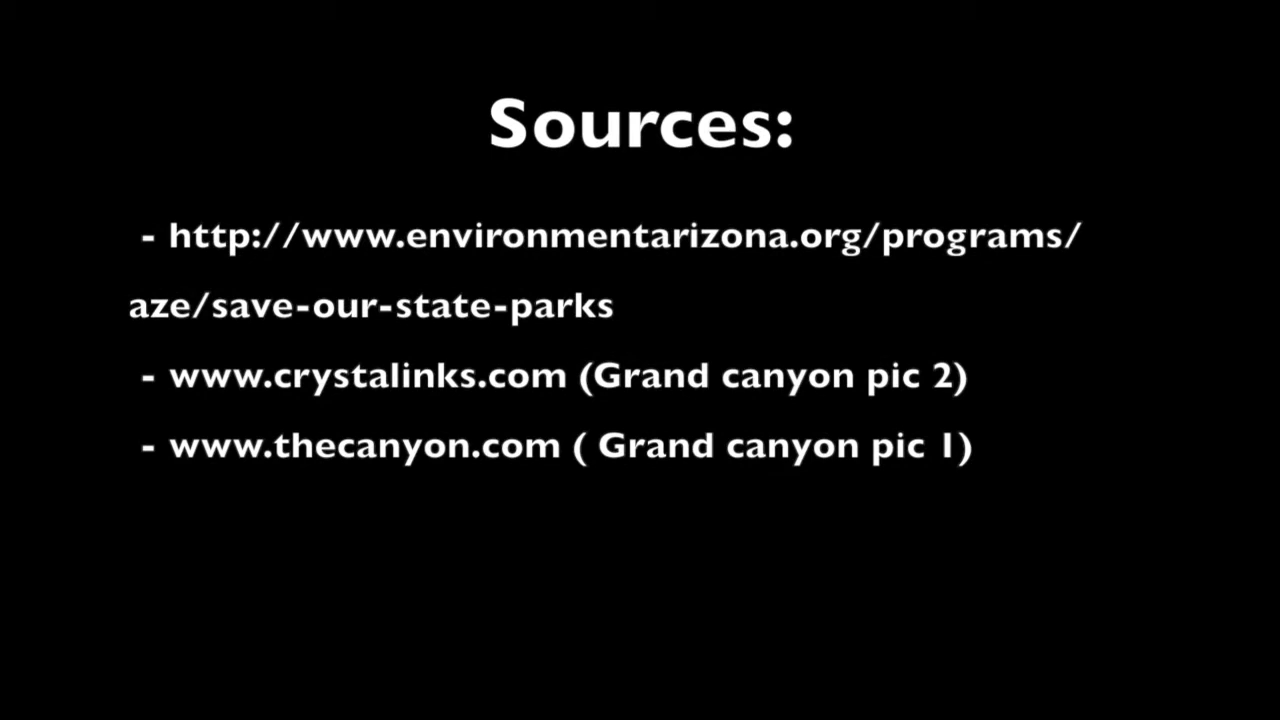 Sources:
- http://www.environmentarizona.org/programs/
aze/save-our-state-parks
- www.crystalinks.com (Grand canyon pic 2)
- www.thecanyon.com ( Grand canyon pic 1)